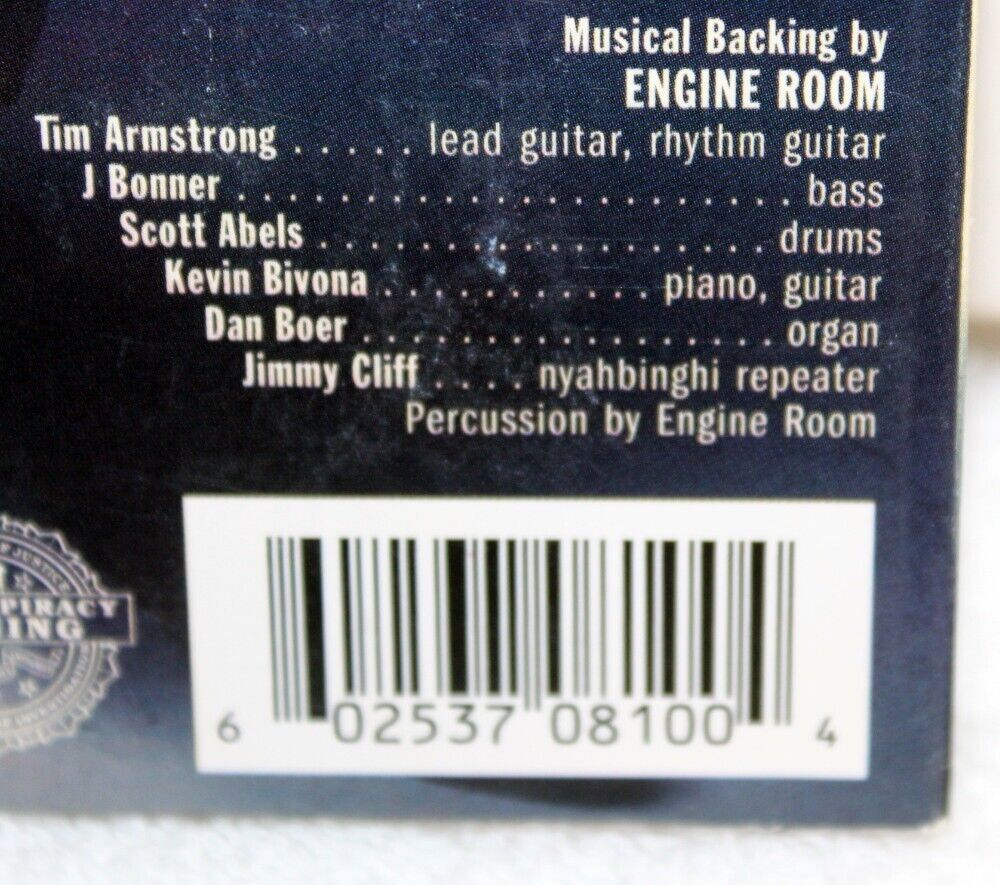 Musical Backing by
ENGINE ROOM
Tim Armstrong ..... lead guitar, rhythm guitar
J Bonner ....................... bass
Scott Abels ................... drums
Kevin Bivona ............ piano, guitar
Dan Boer .................. organ
Jimmy Cliff .... nyahbinghi repeater
Percussion by Engine Room
PIRACY
ING
6 02537 08100 4